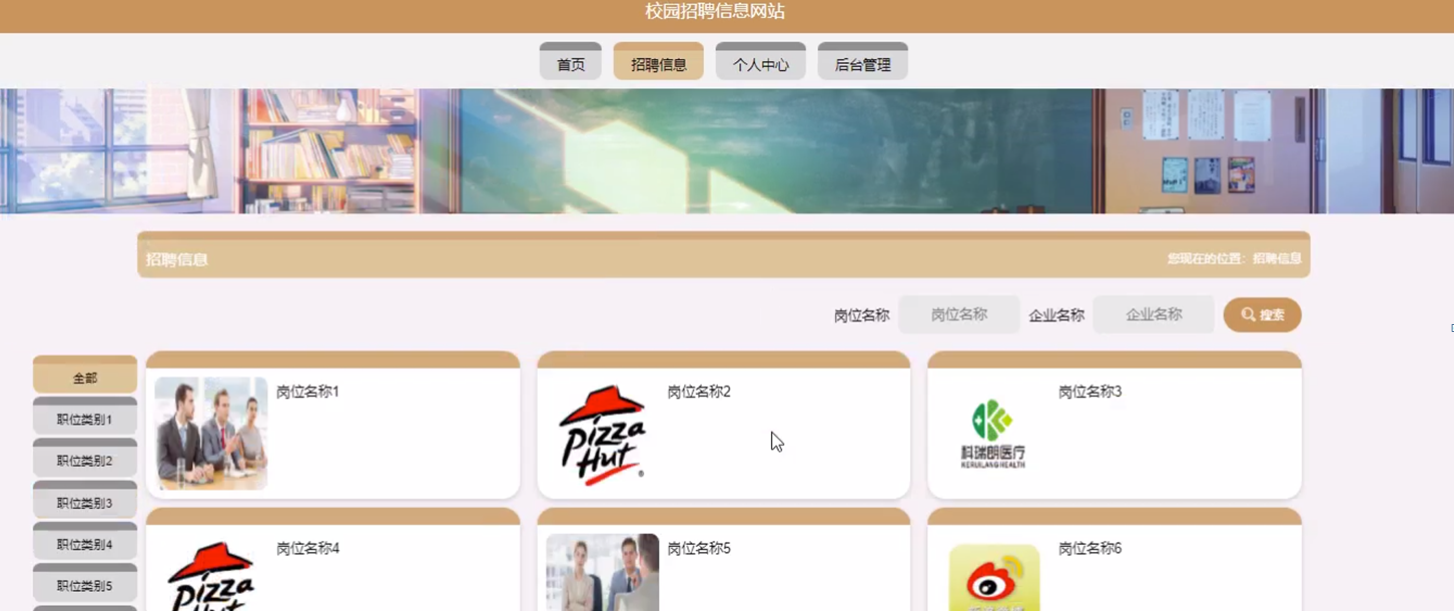 校园招聘信息网站
首页 招聘信息 个人中心 后台管理
招聘信息 您现在的位置：招聘信息
岗位名称 岗位名称 企业名称 企业名称 搜索
全部
职位类别1
职位类别2
职位类别3
职位类别4
职位类别5
岗位名称1
Pizza
Hut®
岗位名称2
科瑞朗医疗
KERUILANG HEALTH
岗位名称3
Pizza
Hut
岗位名称4
岗位名称5
岗位名称6